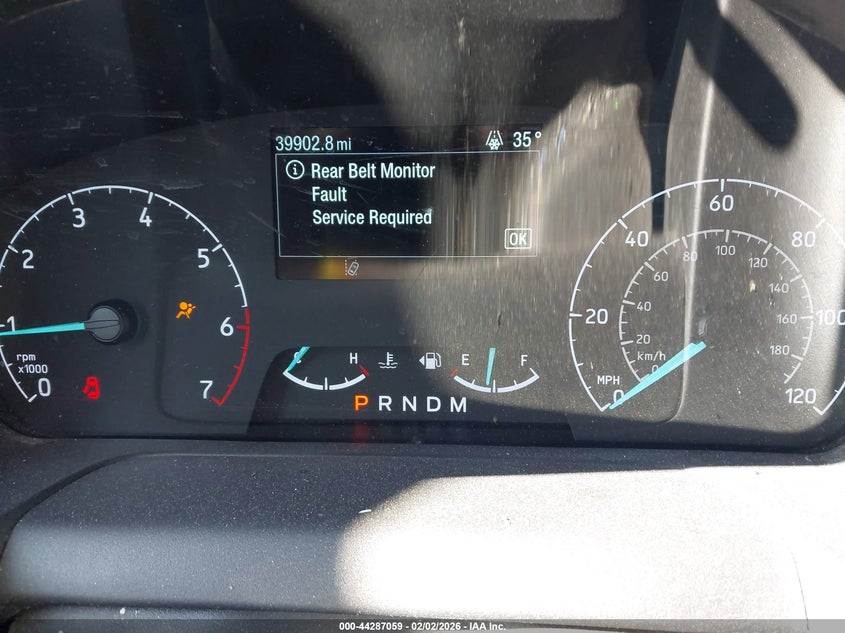 39902.8 mi 35°
Rear Belt Monitor
Fault
Service Required
OK
0 1 2 3 4 5 6 7
rpm
x1000
C H E F
P R N D M
0 20 40 60 80 100 120
MPH
0 20 40 60 80 100 120 140 160 180
km/h
000-44287059 - 02/02/2026 - IAA Inc.